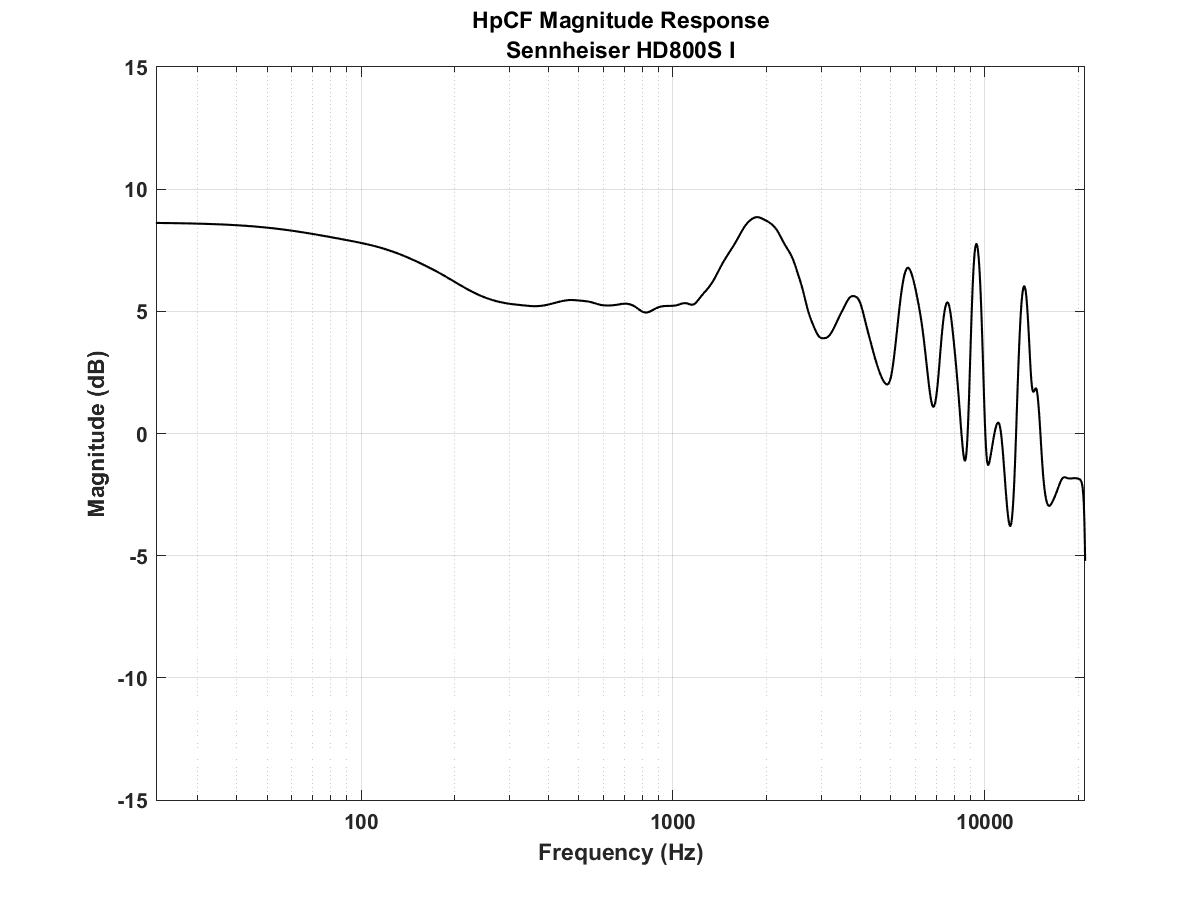 HpCF Magnitude Response
Sennheiser HD800S I
15
10
5
0
-5
-10
-15
Magnitude (dB)
100
1000
10000
Frequency (Hz)